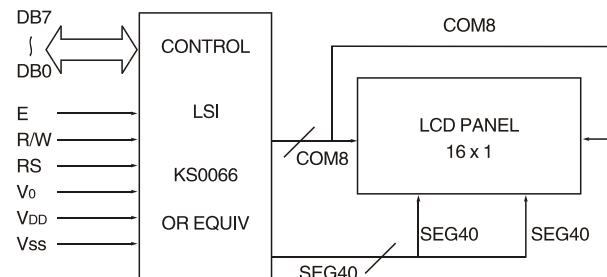 DB7
~
DB0
E
R/W
RS
V0
VDD
VSS
CONTROL
LSI
KS0066
OR EQUIV
COM8
COM8
LCD PANEL
16 x 1
SEG40
SEG40
SEG40